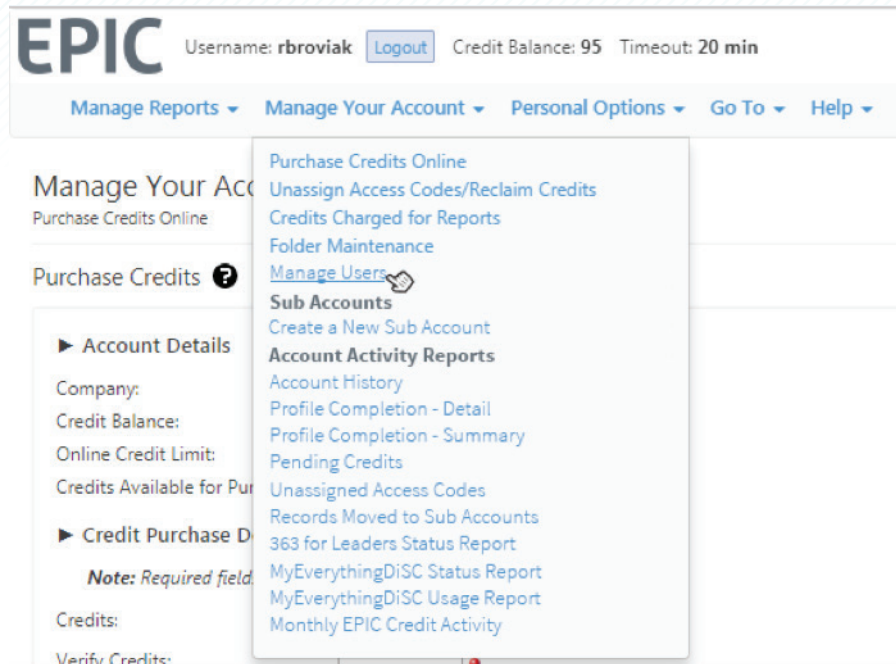 EPIC Username: rbroviak Logout Credit Balance: 95 Timeout: 20 min
Manage Reports Manage Your Account Personal Options Go To Help
Purchase Credits Online
Unassign Access Codes/Reclaim Credits
Credits Charged for Reports
Folder Maintenance
Manage Users
Sub Accounts
Create a New Sub Account
Account Activity Reports
Account History
Profile Completion - Detail
Profile Completion - Summary
Pending Credits
Unassigned Access Codes
Records Moved to Sub Accounts
363 for Leaders Status Report
MyEverythingDiSC Status Report
MyEverythingDiSC Usage Report
Monthly EPIC Credit Activity
Manage Your Acc
Purchase Credits Online
Purchase Credits ?
Account Details
Company:
Credit Balance:
Online Credit Limit:
Credits Available for Pur
Credit Purchase D
Note: Required field
Credits:
Verify Credits: